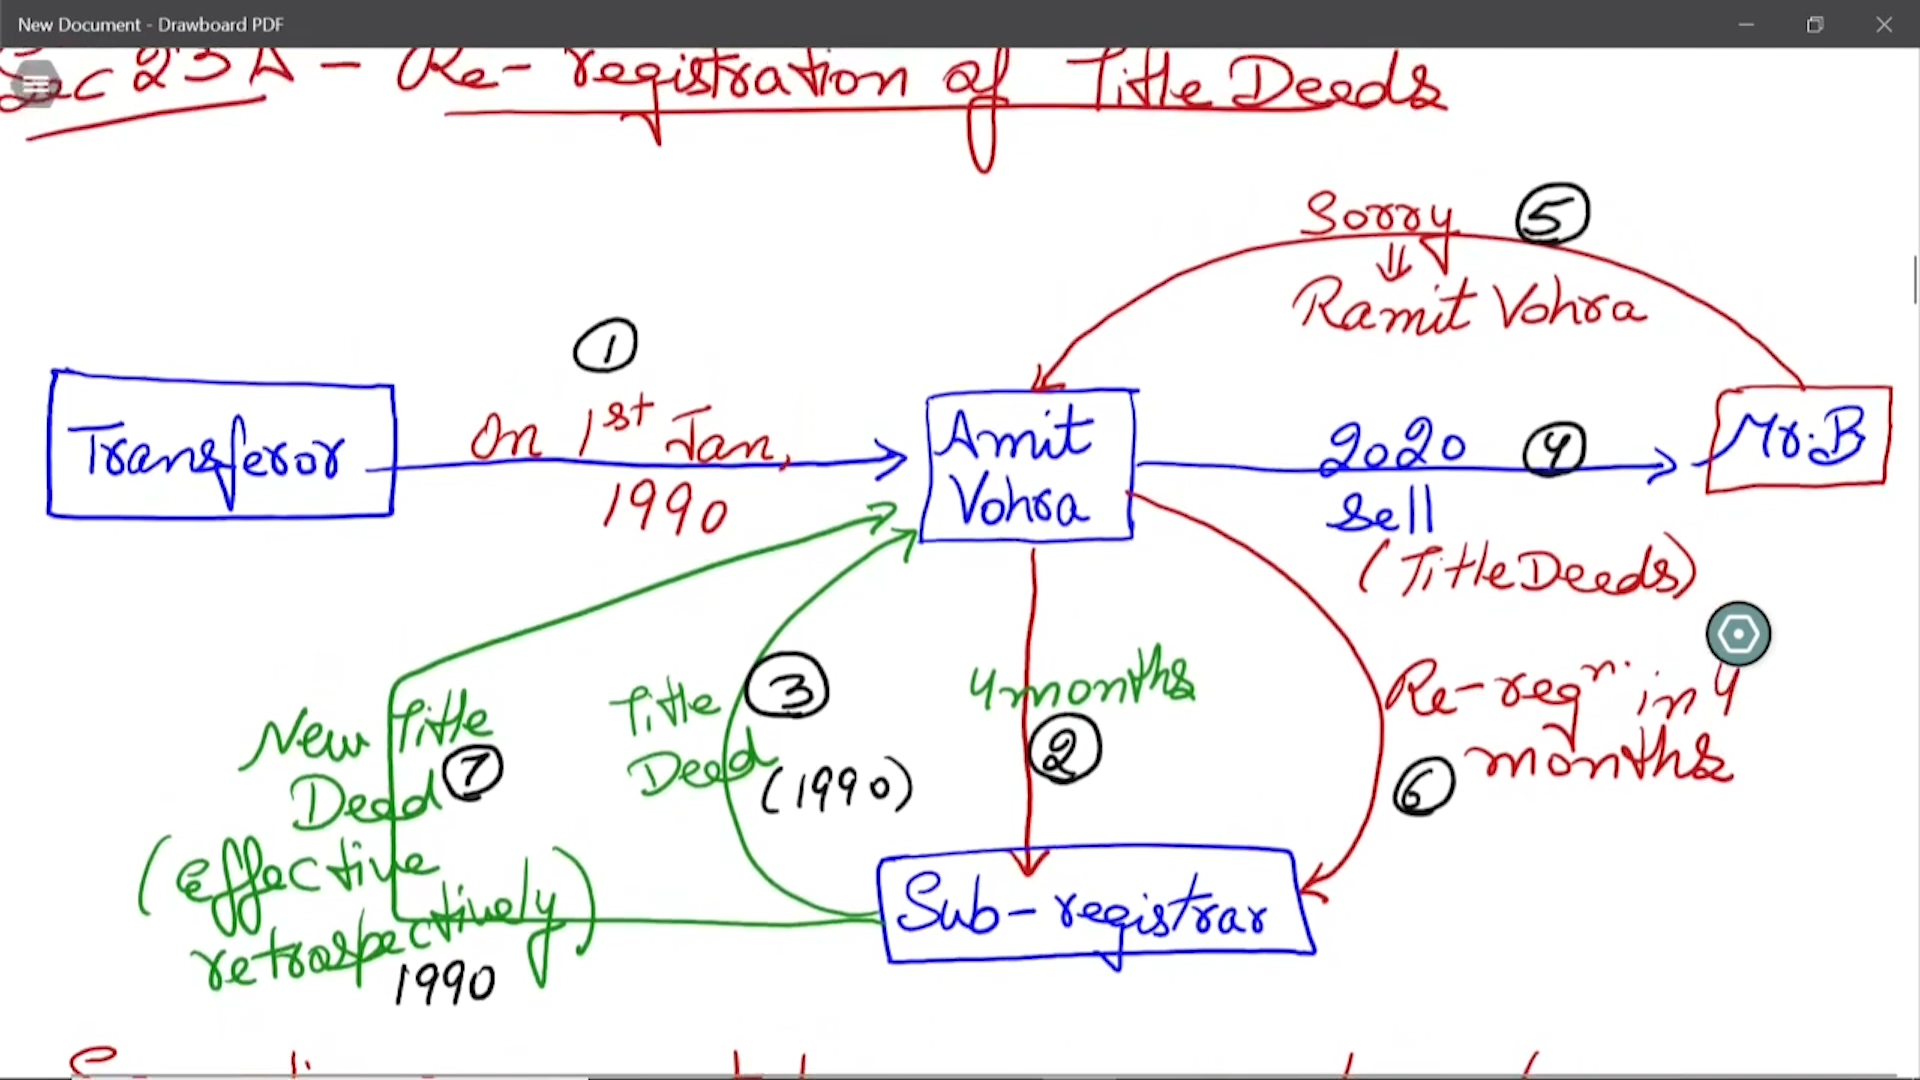 New Document - Drawboard PDF
Sec 23A - Re-registration of Title Deeds
Sorry 5
⇓
Ramit Vohra
1
On 1st Jan,
1990
Transferor
Amit
Vohra
2020 4
Sell
(Title Deeds)
Mr. B
New Title
Deed 7
(effective
retrospectively)
1990
Title 3
Deed
(1990)
4 months
2
Re-regn. in 4
months
6
Sub-registrar